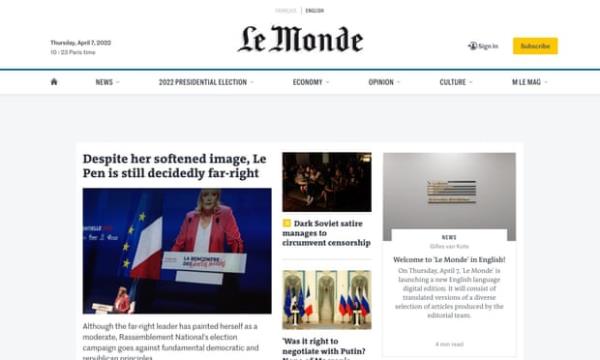 FRANÇAIS | ENGLISH
Le Monde
Thursday, April 7, 2022
10:23 Paris time
Sign in
Subscribe
NEWS
2022 PRESIDENTIAL ELECTION
ECONOMY
OPINION
CULTURE
M LE MAG
Despite her softened image, Le
Pen is still decidedly far-right
LA RENCONTRE
Although the far-right leader has painted herself as a
moderate, Rassemblement National's election
campaign goes against fundamental democratic and
republican principles
Dark Soviet satire
manages to
circumvent censorship
'Was it right to
negotiate with Putin?
NEWS
Gilles van Kote
Welcome to 'Le Monde' in English!
On Thursday, April 7, 'Le Monde' is
launching a new English language
digital edition. It will consist of
translated versions of a diverse
selection of articles produced by the
editorial team.
4 min read